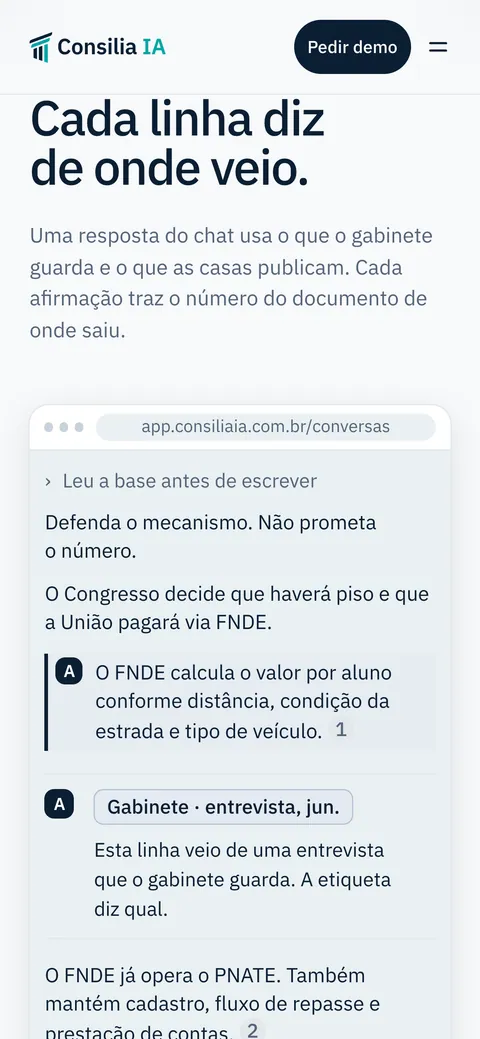 Consilia IA
Pedir demo
Cada linha diz
de onde veio.
Uma resposta do chat usa o que o gabinete
guarda e o que as casas publicam. Cada
afirmação traz o número do documento de
onde saiu.
app.consiliaia.com.br/conversas
› Leu a base antes de escrever
Defenda o mecanismo. Não prometa
o número.
O Congresso decide que haverá piso e que
a União pagará via FNDE.
A O FNDE calcula o valor por aluno
conforme distância, condição da
estrada e tipo de veículo. 1
A Gabinete · entrevista, jun.
Esta linha veio de uma entrevista
que o gabinete guarda. A etiqueta
diz qual.
O FNDE já opera o PNATE. Também
mantém cadastro, fluxo de repasse e
prestação de contas. 2